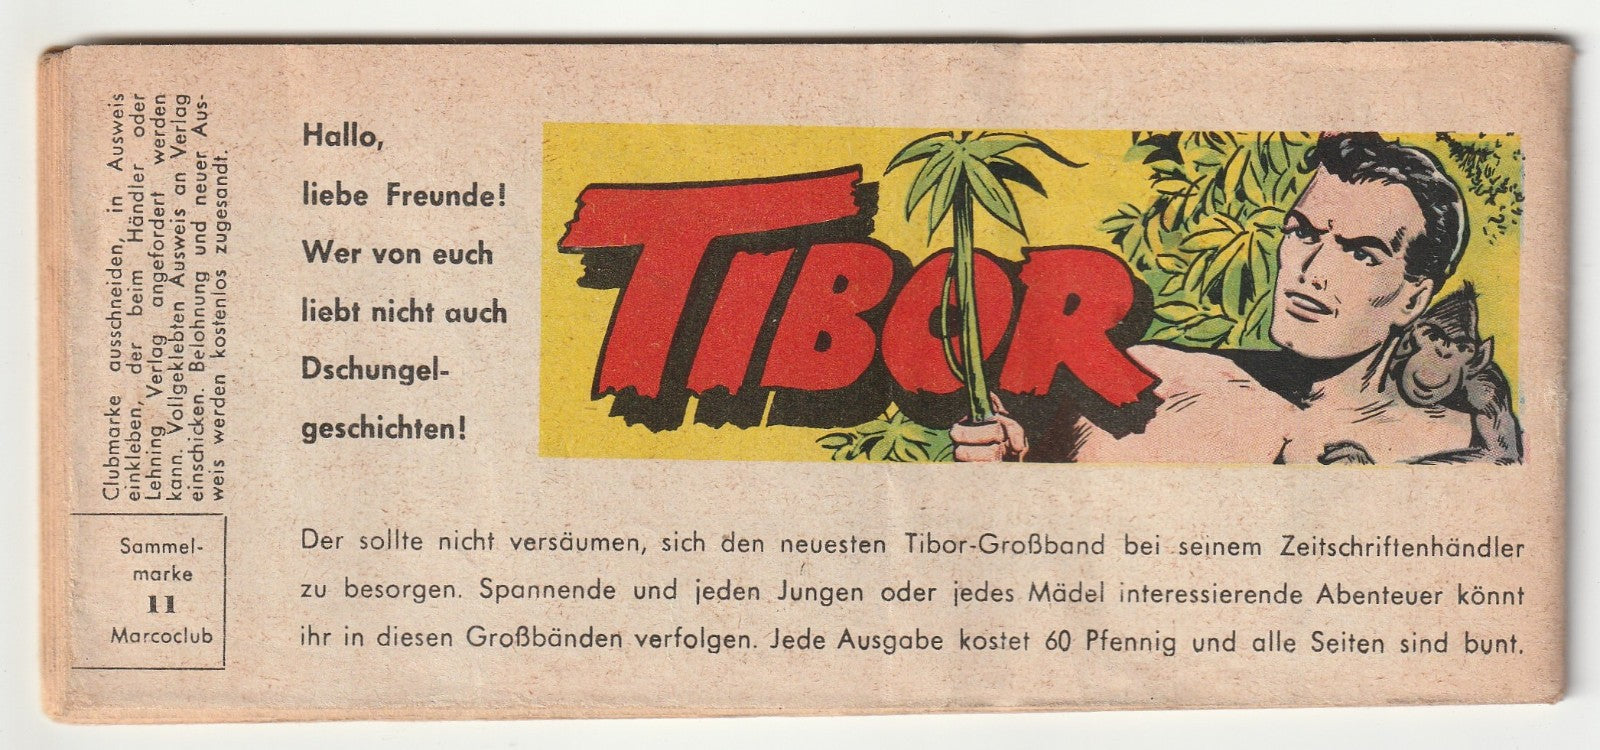 Clubmarke ausschneiden, in Ausweis
einkleben, der beim Händler oder
Lehning Verlag angefordert werden
kann. Vollgeklebten Ausweis an Verlag
einschicken. Belohnung und neuer Aus-
weis werden kostenlos zugesandt.
Sammel-
marke
11
Marcoclub
Hallo,
liebe Freunde!
Wer von euch
liebt nicht auch
Dschungel-
geschichten!
TIBOR
Der sollte nicht versäumen, sich den neuesten Tibor-Großband bei seinem Zeitschriftenhändler
zu besorgen. Spannende und jeden Jungen oder jedes Mädel interessierende Abenteuer könnt
ihr in diesen Großbänden verfolgen. Jede Ausgabe kostet 60 Pfennig und alle Seiten sind bunt.